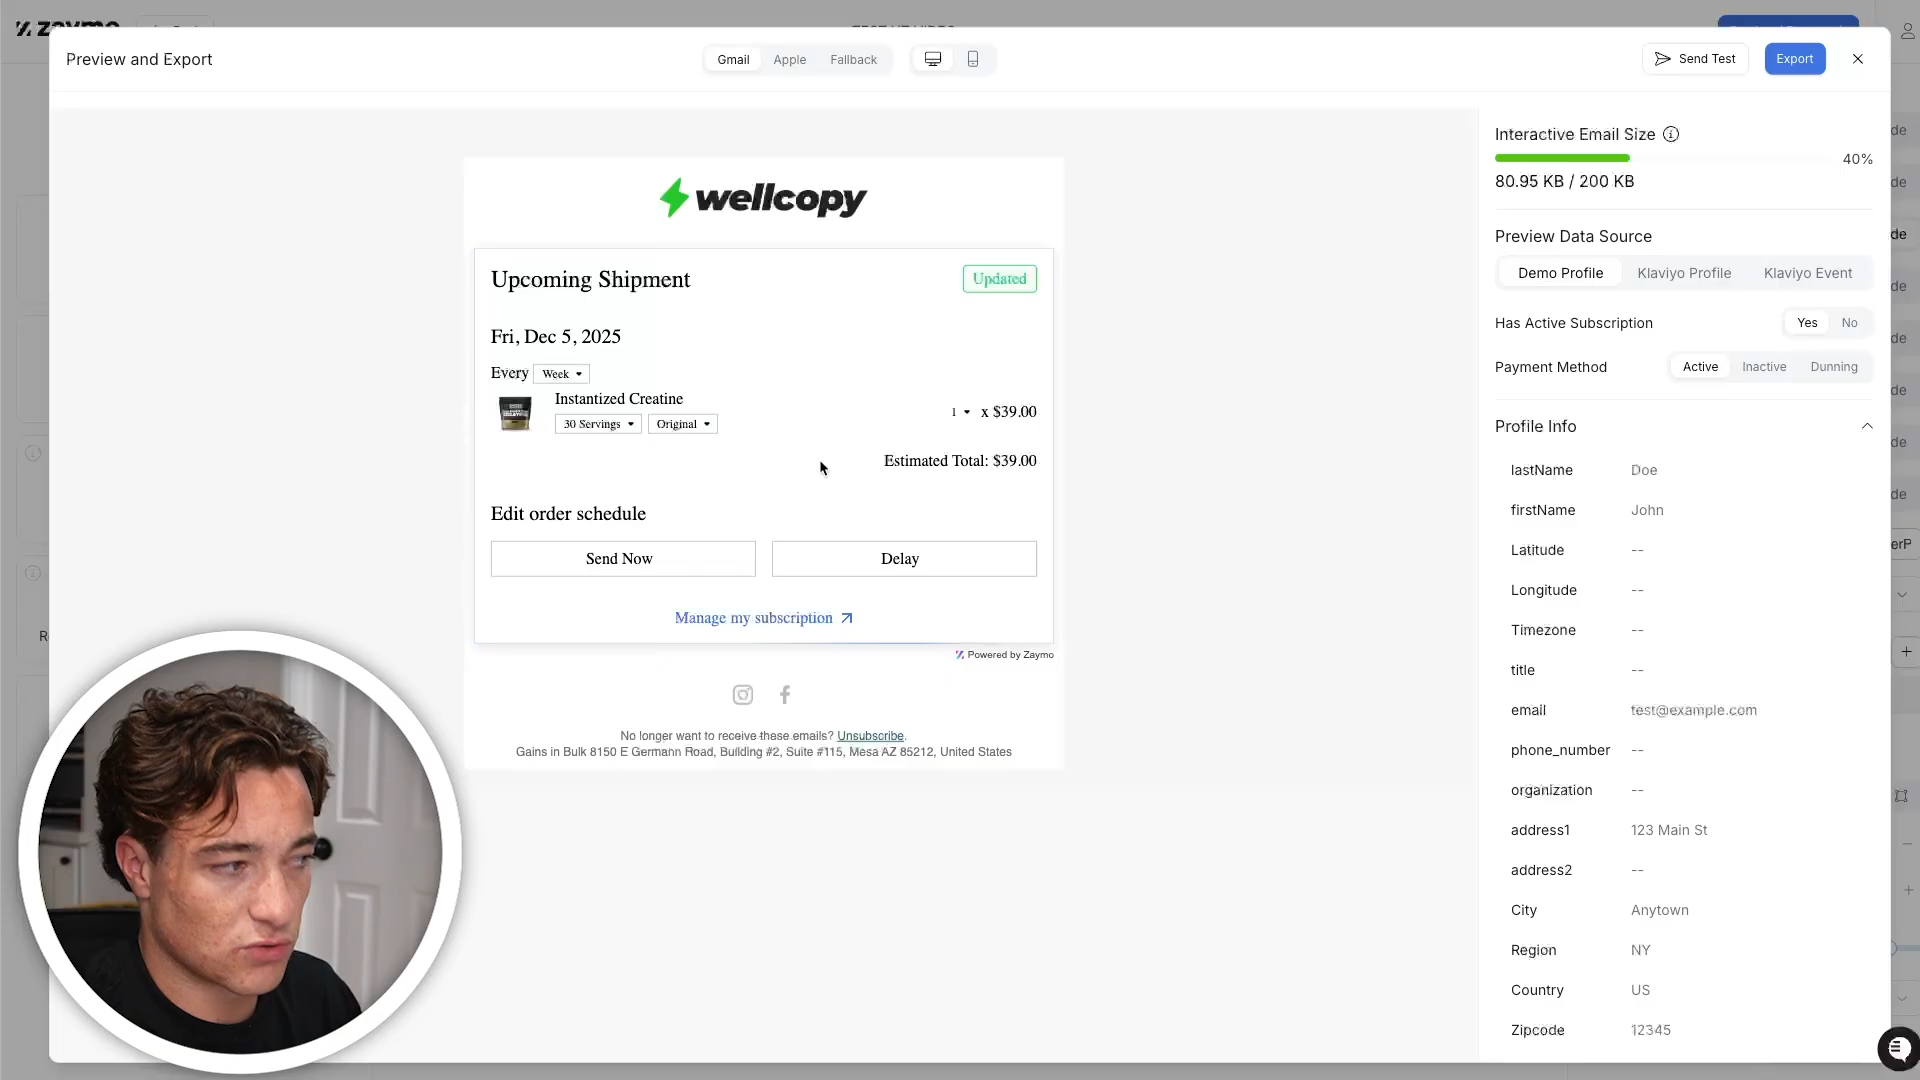 Zaymo
Preview and Export
Gmail Apple Fallback
Send Test
Export
Interactive Email Size
40%
80.95 KB / 200 KB
wellcopy
Upcoming Shipment
Updated
Fri, Dec 5, 2025
Every Week
Instantized Creatine
30 Servings Original
1 x $39.00
Estimated Total: $39.00
Edit order schedule
Send Now Delay
Manage my subscription
Powered by Zaymo
No longer want to receive these emails? Unsubscribe.
Gains in Bulk 8150 E Germann Road, Building #2, Suite #115, Mesa AZ 85212, United States
Preview Data Source
Demo Profile Klaviyo Profile Klaviyo Event
Has Active Subscription Yes No
Payment Method Active Inactive Dunning
Profile Info
lastName Doe
firstName John
Latitude --
Longitude --
Timezone --
title --
email test@example.com
phone_number --
organization --
address1 123 Main St
address2 --
City Anytown
Region NY
Country US
Zipcode 12345